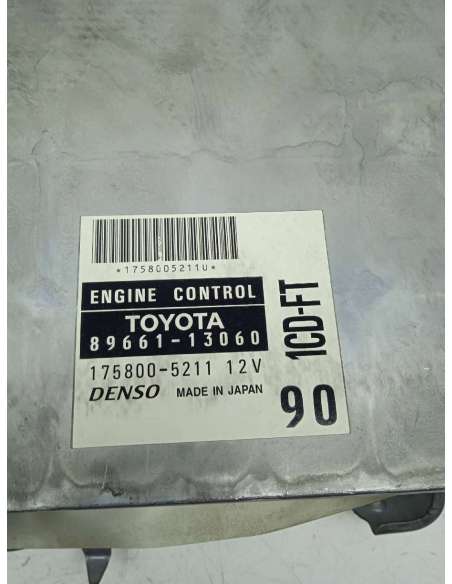 *1758005211U*
ENGINE CONTROL
TOYOTA
89661-13060
175800-5211 12V
DENSO MADE IN JAPAN
1CD-FT
90